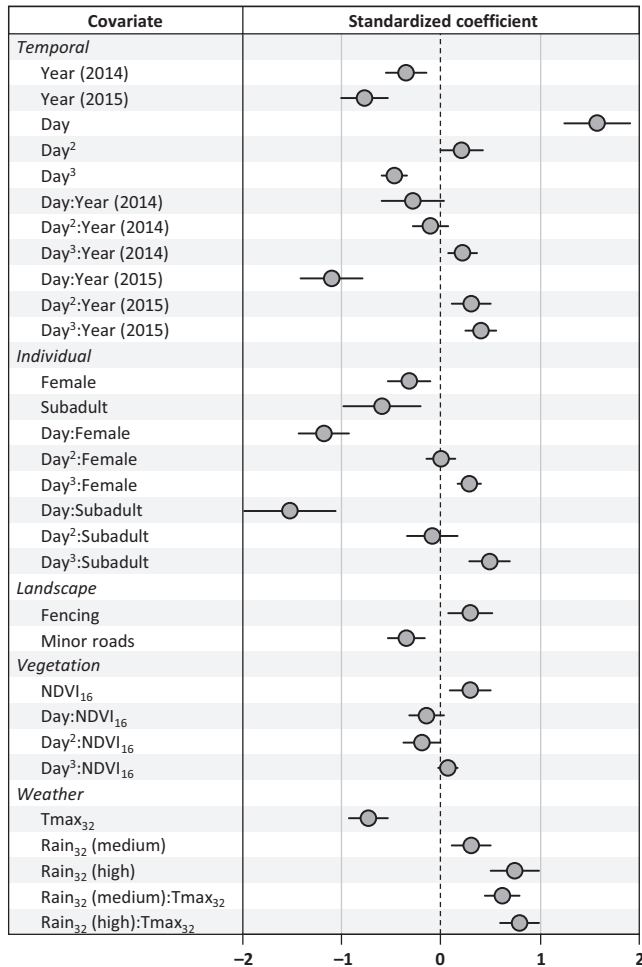 Covariate Standardized coefficient
Temporal
Year (2014)
Year (2015)
Day
Day²
Day³
Day:Year (2014)
Day²:Year (2014)
Day³:Year (2014)
Day:Year (2015)
Day²:Year (2015)
Day³:Year (2015)
Individual
Female
Subadult
Day:Female
Day²:Female
Day³:Female
Day:Subadult
Day²:Subadult
Day³:Subadult
Landscape
Fencing
Minor roads
Vegetation
NDVI₁₆
Day:NDVI₁₆
Day²:NDVI₁₆
Day³:NDVI₁₆
Weather
Tmax₃₂
Rain₃₂ (medium)
Rain₃₂ (high)
Rain₃₂ (medium):Tmax₃₂
Rain₃₂ (high):Tmax₃₂
−2 −1 0 1 2